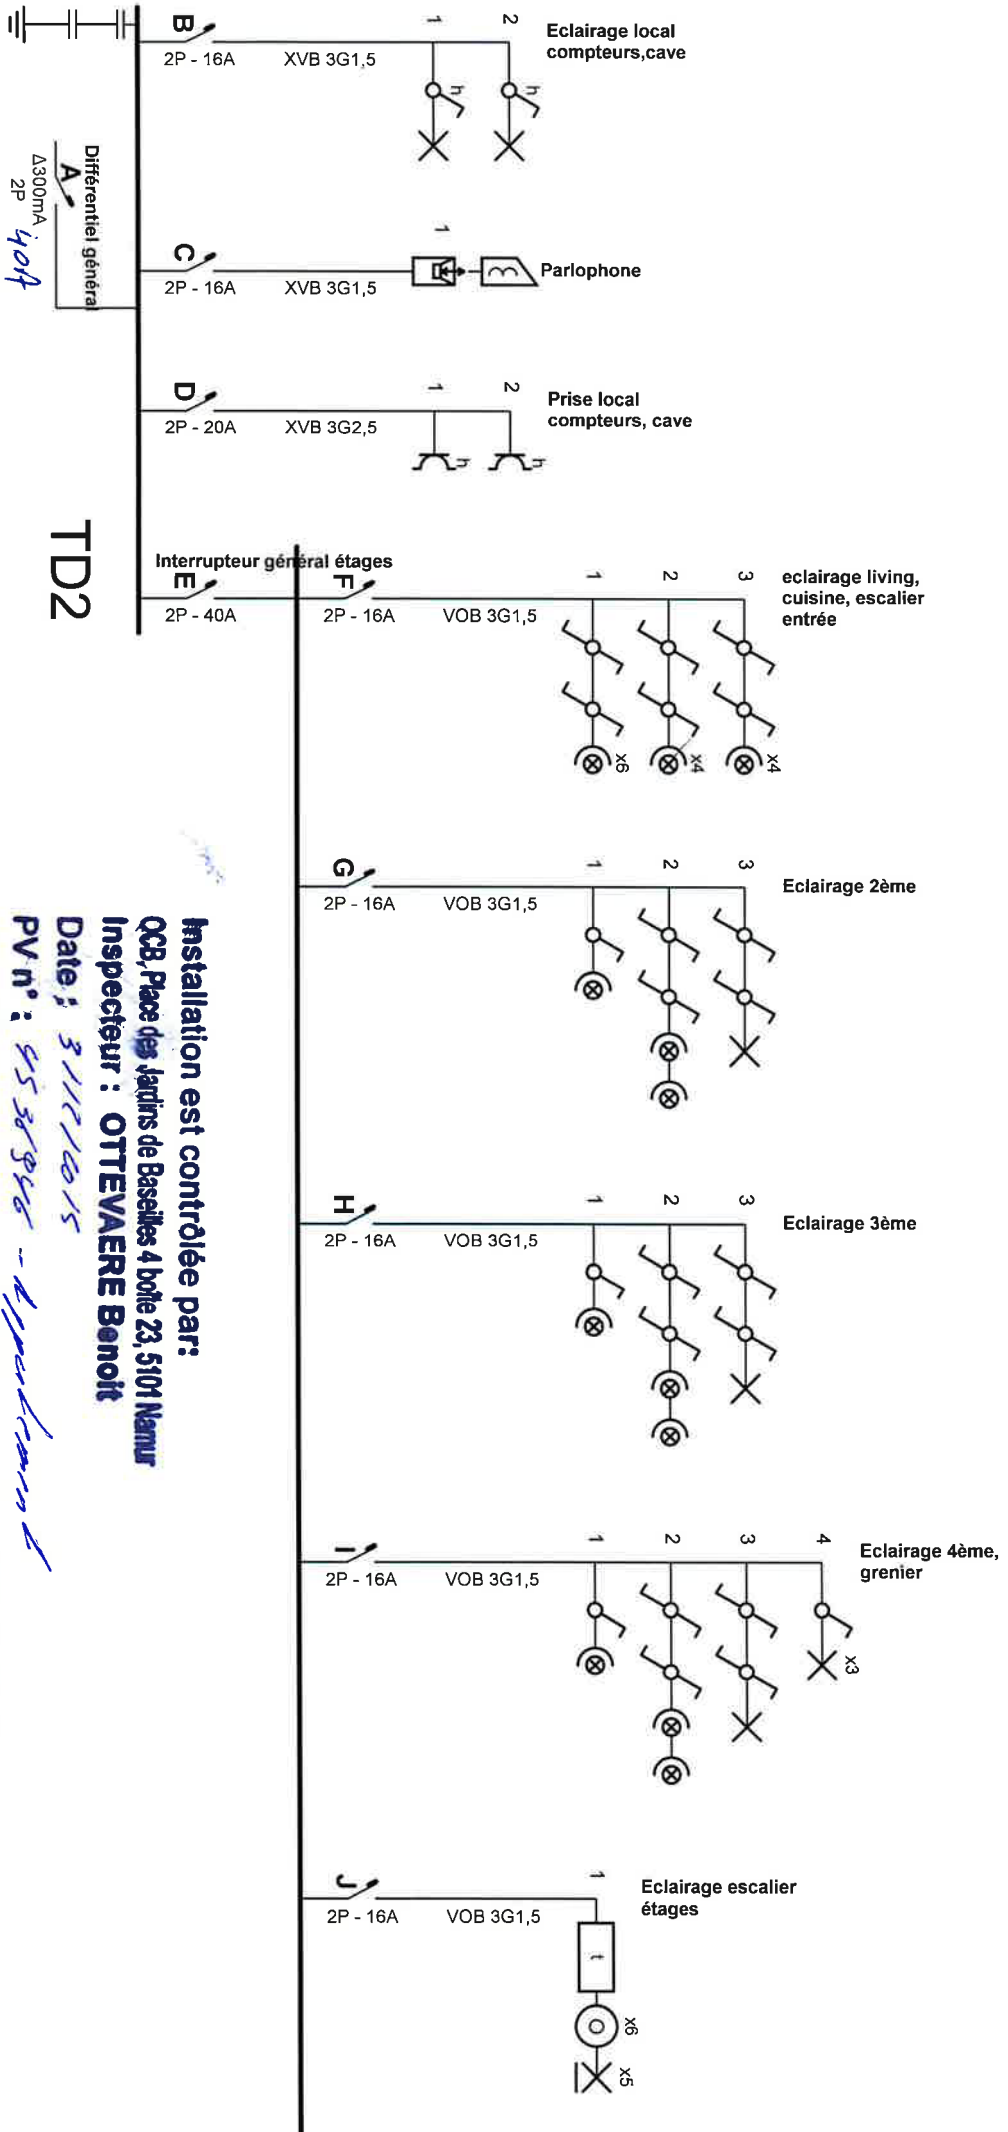 B
2P - 16A
XVB 3G1,5
1
2
h
h
Eclairage local
compteurs,cave
Différentiel général
A
Δ300mA
2P
40A
C
2P - 16A
XVB 3G1,5
1
Parlophone
D
2P - 20A
XVB 3G2,5
1
2
h
h
Prise local
compteurs, cave
TD2
Interrupteur général étages
E
2P - 40A
F
2P - 16A
VOB 3G1,5
1
2
3
x6
x4
x4
eclairage living,
cuisine, escalier
entrée
G
2P - 16A
VOB 3G1,5
1
2
3
Eclairage 2ème
H
2P - 16A
VOB 3G1,5
1
2
3
Eclairage 3ème
I
2P - 16A
VOB 3G1,5
1
2
3
4
x3
Eclairage 4ème,
grenier
J
2P - 16A
VOB 3G1,5
1
t
x6
x5
Eclairage escalier
étages
Installation est contrôlée par:
OCB, Place des Jardins de Baseilles 4 boîte 23, 5101 Namur
Inspecteur : OTTEVAERE Benoit
Date :
PV n° :